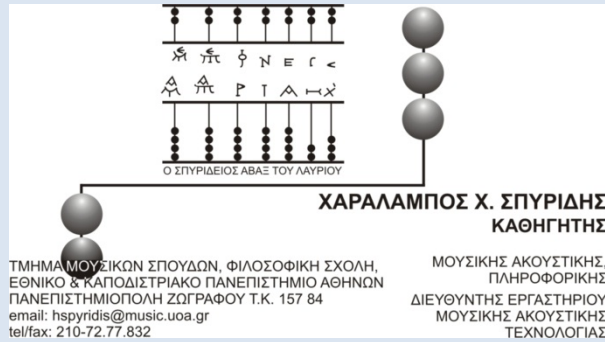 Ο ΣΠΥΡΙΔΕΙΟΣ ΑΒΑΞ ΤΟΥ ΛΑΥΡΙΟΥ
ΧΑΡΑΛΑΜΠΟΣ Χ. ΣΠΥΡΙΔΗΣ
ΚΑΘΗΓΗΤΗΣ
ΜΟΥΣΙΚΗΣ ΑΚΟΥΣΤΙΚΗΣ,
ΠΛΗΡΟΦΟΡΙΚΗΣ
ΔΙΕΥΘΥΝΤΗΣ ΕΡΓΑΣΤΗΡΙΟΥ
ΜΟΥΣΙΚΗΣ ΑΚΟΥΣΤΙΚΗΣ
ΤΕΧΝΟΛΟΓΙΑΣ
ΤΜΗΜΑ ΜΟΥΣΙΚΩΝ ΣΠΟΥΔΩΝ, ΦΙΛΟΣΟΦΙΚΗ ΣΧΟΛΗ,
ΕΘΝΙΚΟ & ΚΑΠΟΔΙΣΤΡΙΑΚΟ ΠΑΝΕΠΙΣΤΗΜΙΟ ΑΘΗΝΩΝ
ΠΑΝΕΠΙΣΤΗΜΙΟΠΟΛΗ ΖΩΓΡΑΦΟΥ Τ.Κ. 157 84
email: hspyridis@music.uoa.gr
tel/fax: 210-72.77.832